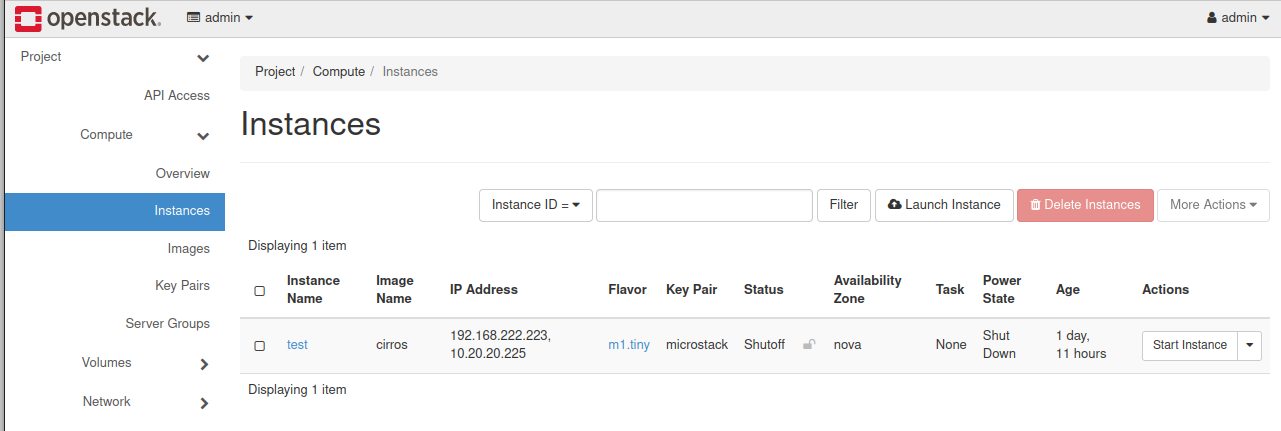 openstack. admin admin
Project
API Access
Compute
Overview
Instances
Images
Key Pairs
Server Groups
Volumes
Network
Project / Compute / Instances
Instances
Instance ID = Filter Launch Instance Delete Instances More Actions
Displaying 1 item
Instance Name Image Name IP Address Flavor Key Pair Status Availability Zone Task Power State Age Actions
test cirros 192.168.222.223, 10.20.20.225 m1.tiny microstack Shutoff nova None Shut Down 1 day, 11 hours Start Instance
Displaying 1 item